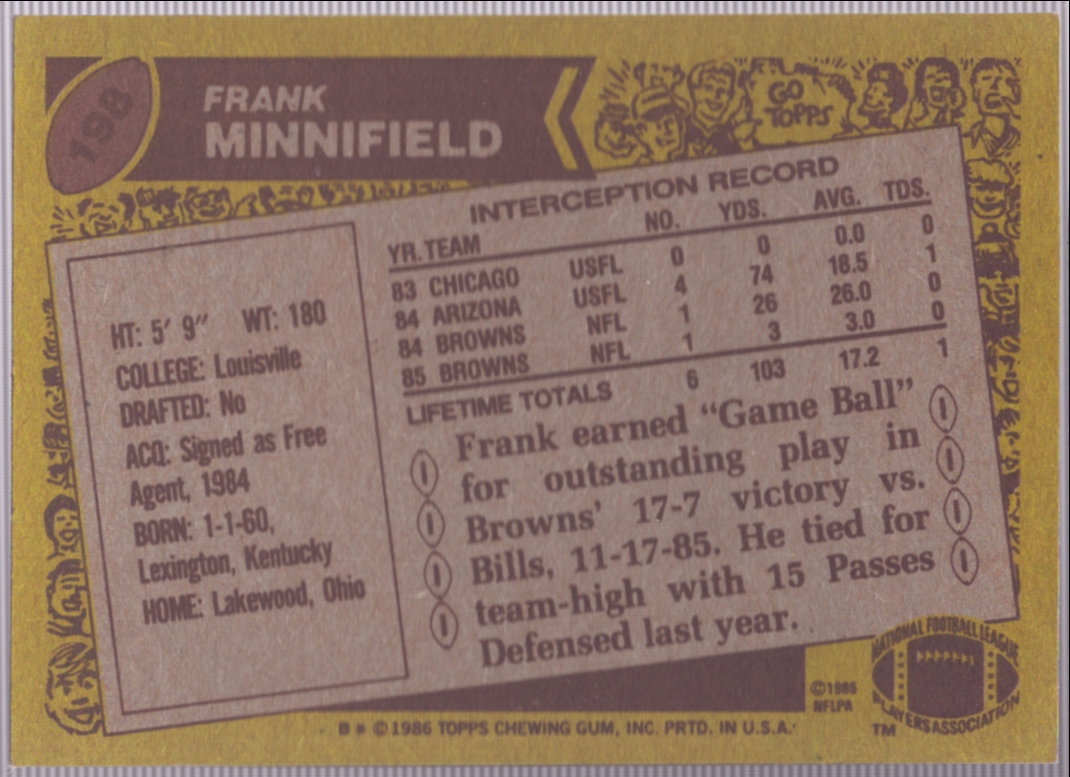 198
FRANK
MINNIFIELD
GO
TOPPS
INTERCEPTION RECORD
YR. TEAM NO. YDS. AVG. TDS.
83 CHICAGO USFL 0 0 0.0 0
84 ARIZONA USFL 4 74 18.5 1
84 BROWNS NFL 1 26 26.0 0
85 BROWNS NFL 1 3 3.0 0
LIFETIME TOTALS 6 103 17.2 1
HT: 5' 9" WT: 180
COLLEGE: Louisville
DRAFTED: No
ACQ: Signed as Free
Agent, 1984
BORN: 1-1-60,
Lexington, Kentucky
HOME: Lakewood, Ohio
Frank earned “Game Ball”
for outstanding play in
Browns’ 17-7 victory vs.
Bills, 11-17-85. He tied for
team-high with 15 Passes
Defensed last year.
©1986
NFLPA
NATIONAL FOOTBALL LEAGUE
PLAYERS ASSOCIATION
TM
B * © 1986 TOPPS CHEWING GUM, INC. PRTD. IN U.S.A.